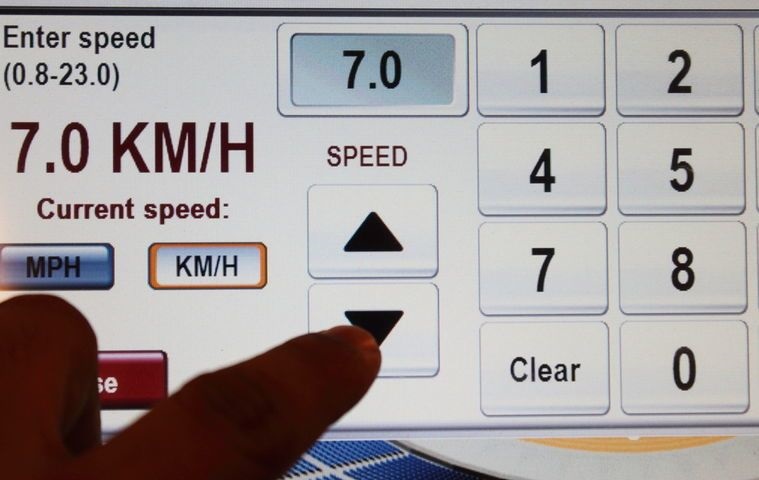 Enter speed
(0.8-23.0)
7.0 KM/H
Current speed:
MPH KM/H
7.0
SPEED
1 2
4 5
7 8
Clear 0